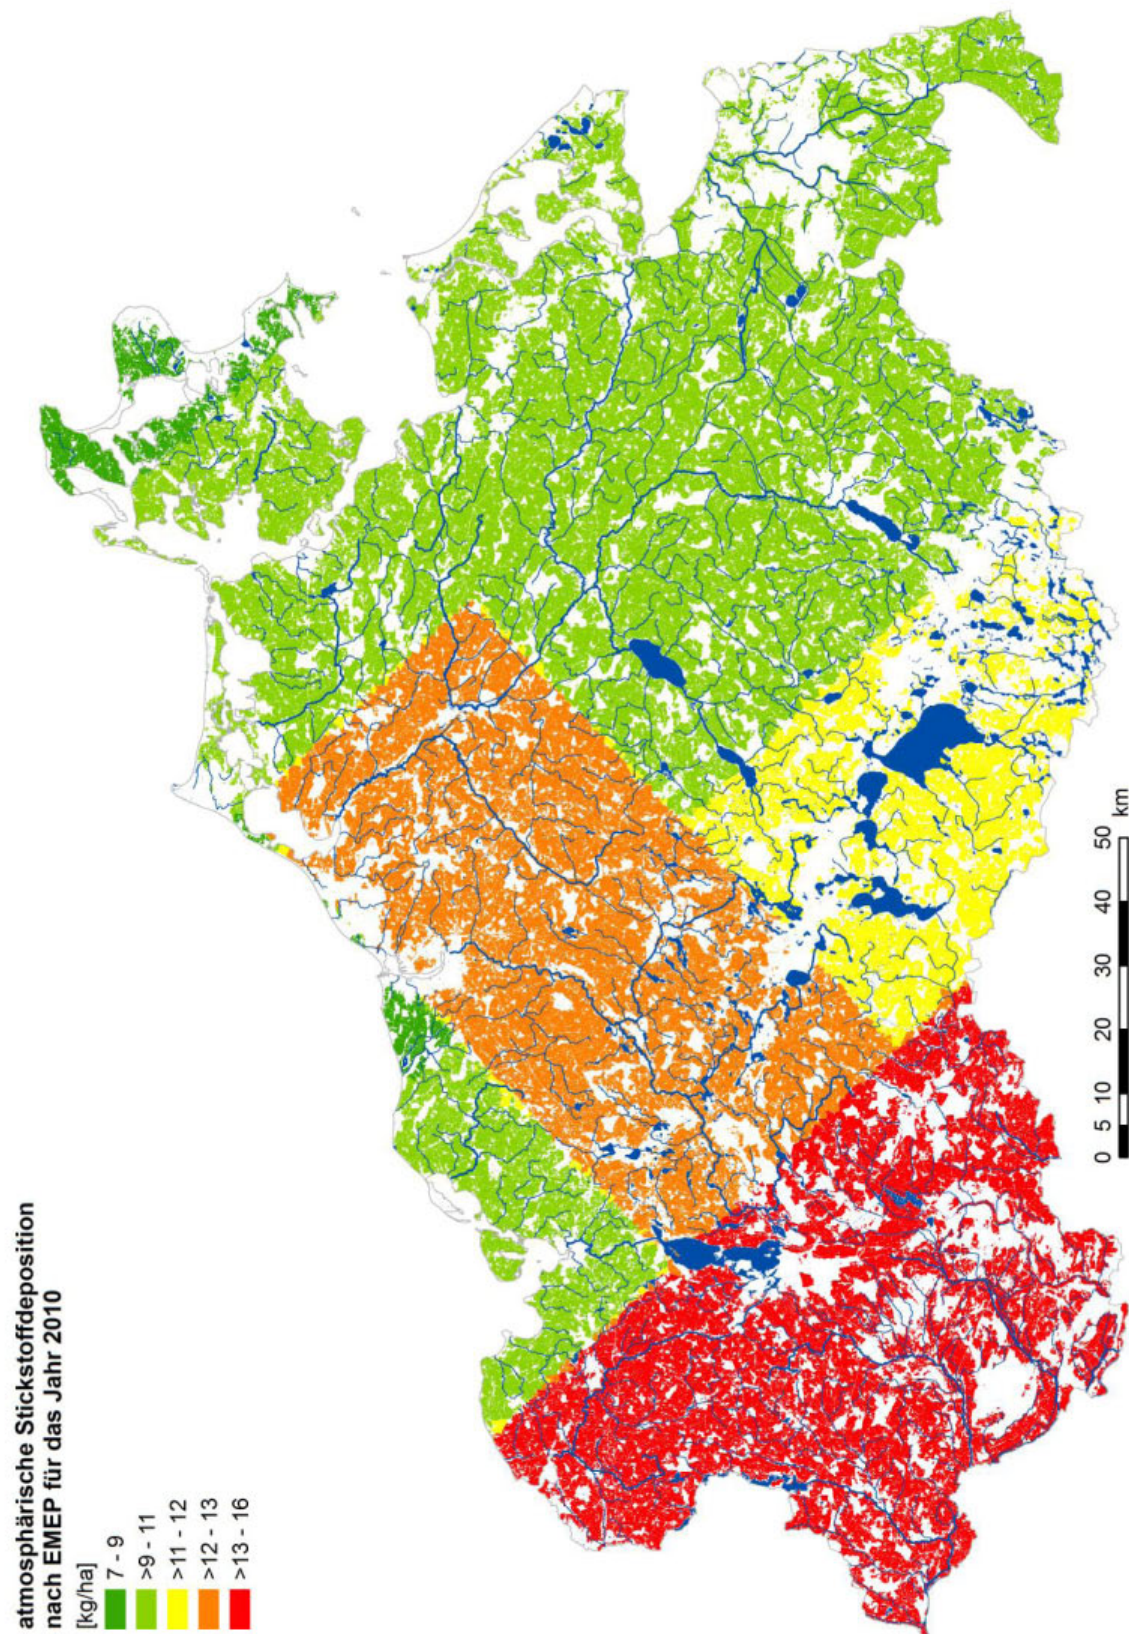 atmosphärische Stickstoffdeposition
nach EMEP für das Jahr 2010
[kg/ha]
7 - 9
>9 - 11
>11 - 12
>12 - 13
>13 - 16
0 5 10 20 30 40 50
km